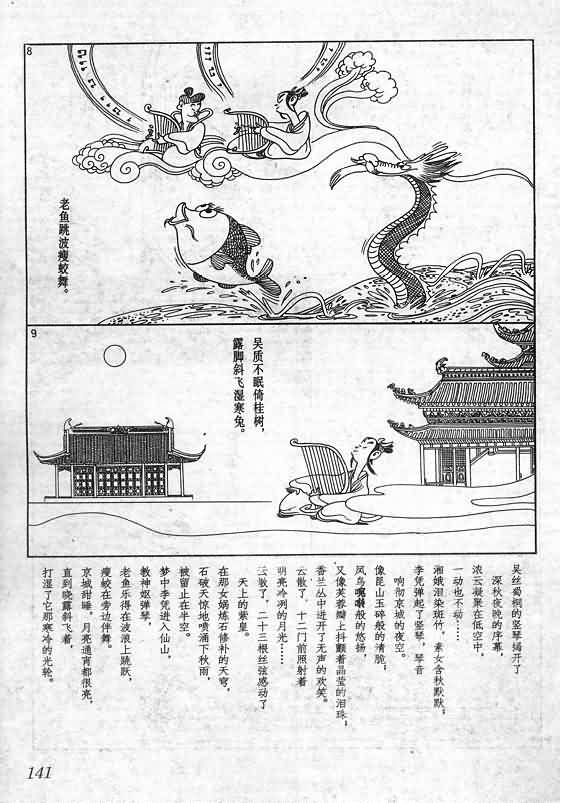 8
老鱼跳波瘦蛟舞。
9
吴质不眠倚桂树，
露脚斜飞湿寒兔。
吴丝蜀桐的竖琴揭开了
深秋夜晚的序幕，
浓云凝聚在低空中，
一动也不动……
湘娥泪染斑竹，素女含秋默默；
李凭弹起了竖琴，琴音
响彻京城的夜空。
像昆山玉碎般的清脆，
凤鸟嗯啭般的悠扬，
又像芙蓉瓣上抖颤着晶莹的泪珠；
香兰丛中迸开了无声的欢笑。
云散了，十二门前照射着
明亮冷冽的月光……
云散了，二十三根丝弦感动了
天上的紫皇。
在那女娲炼石修补的天穹，
石破天惊地喷涌下秋雨，
被留止在半空。
梦中李凭进入仙山，
教神妪弹琴，
老鱼乐得在波浪上跳跃，
瘦蛟在旁边伴舞。
京城甜睡，月亮通宵都很亮，
直到晓露斜飞着，
打湿了它那寒冷的光轮。
141